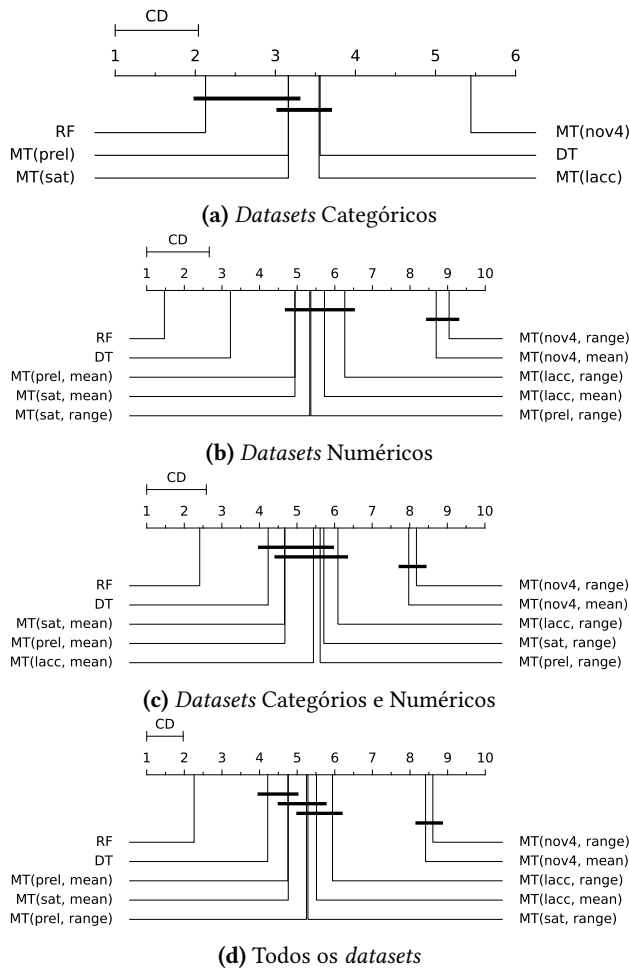 CD
1 2 3 4 5 6
RF MT(nov4)
MT(prel) DT
MT(sat) MT(lacc)
(a) Datasets Categóricos
CD
1 2 3 4 5 6 7 8 9 10
RF MT(nov4, range)
DT MT(nov4, mean)
MT(prel, mean) MT(lacc, range)
MT(sat, mean) MT(lacc, mean)
MT(sat, range) MT(prel, range)
(b) Datasets Numéricos
CD
1 2 3 4 5 6 7 8 9 10
RF MT(nov4, range)
DT MT(nov4, mean)
MT(sat, mean) MT(lacc, range)
MT(prel, mean) MT(sat, range)
MT(lacc, mean) MT(prel, range)
(c) Datasets Categórios e Numéricos
CD
1 2 3 4 5 6 7 8 9 10
RF MT(nov4, range)
DT MT(nov4, mean)
MT(prel, mean) MT(lacc, range)
MT(sat, mean) MT(lacc, mean)
MT(prel, range) MT(sat, range)
(d) Todos os datasets